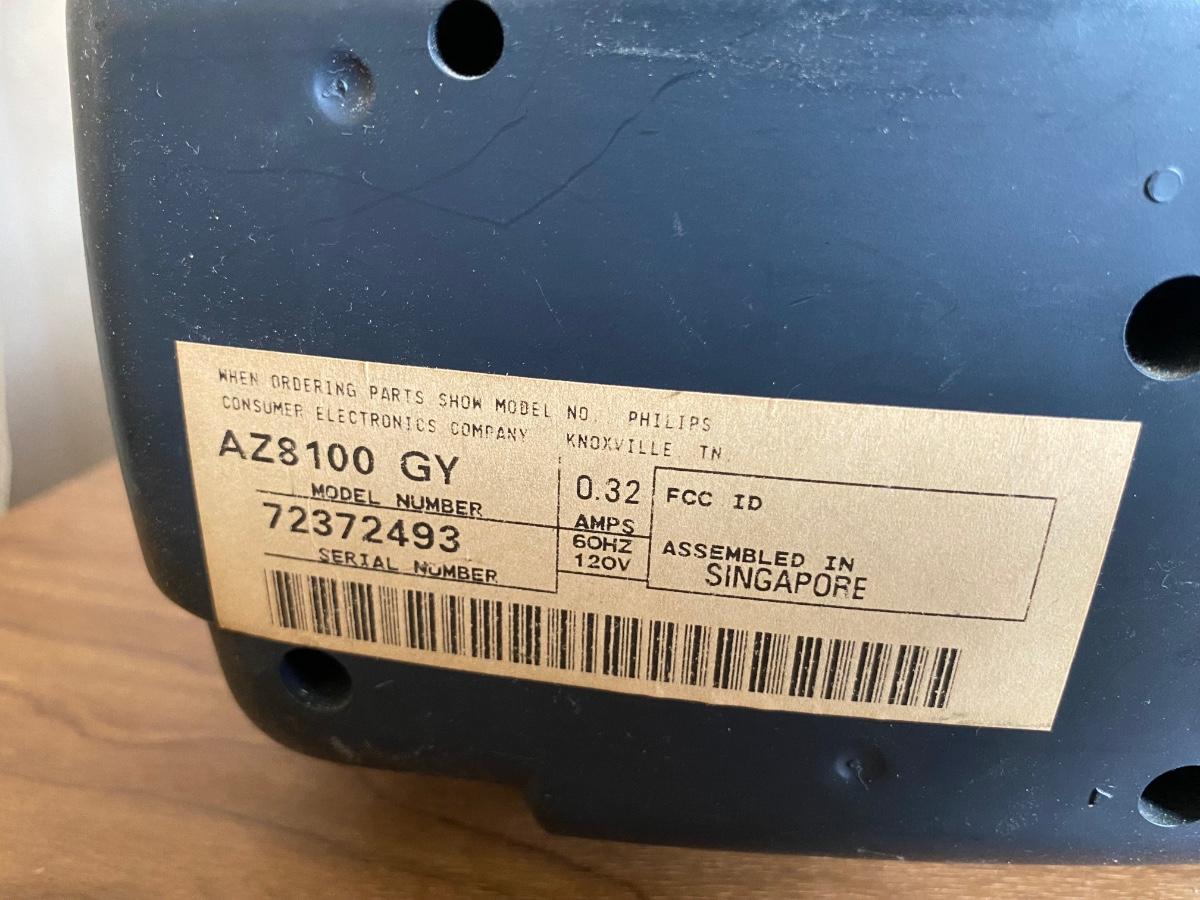 WHEN ORDERING PARTS SHOW MODEL NO. PHILIPS
CONSUMER ELECTRONICS COMPANY KNOXVILLE TN.
AZ8100 GY
MODEL NUMBER
72372493
SERIAL NUMBER
0.32
AMPS
60HZ
120V
FCC ID
ASSEMBLED IN
SINGAPORE